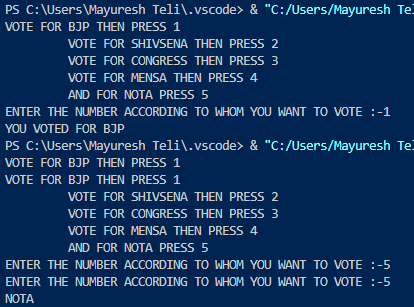 PS C:\Users\Mayuresh Teli\.vscode> & "C:/Users/Mayuresh Tel
VOTE FOR BJP THEN PRESS 1
VOTE FOR SHIVSENA THEN PRESS 2
VOTE FOR CONGRESS THEN PRESS 3
VOTE FOR MENSA THEN PRESS 4
AND FOR NOTA PRESS 5
ENTER THE NUMBER ACCORDING TO WHOM YOU WANT TO VOTE :-1
YOU VOTED FOR BJP
PS C:\Users\Mayuresh Teli\.vscode> & "C:/Users/Mayuresh Tel
VOTE FOR BJP THEN PRESS 1
VOTE FOR BJP THEN PRESS 1
VOTE FOR SHIVSENA THEN PRESS 2
VOTE FOR CONGRESS THEN PRESS 3
VOTE FOR MENSA THEN PRESS 4
AND FOR NOTA PRESS 5
ENTER THE NUMBER ACCORDING TO WHOM YOU WANT TO VOTE :-5
ENTER THE NUMBER ACCORDING TO WHOM YOU WANT TO VOTE :-5
NOTA